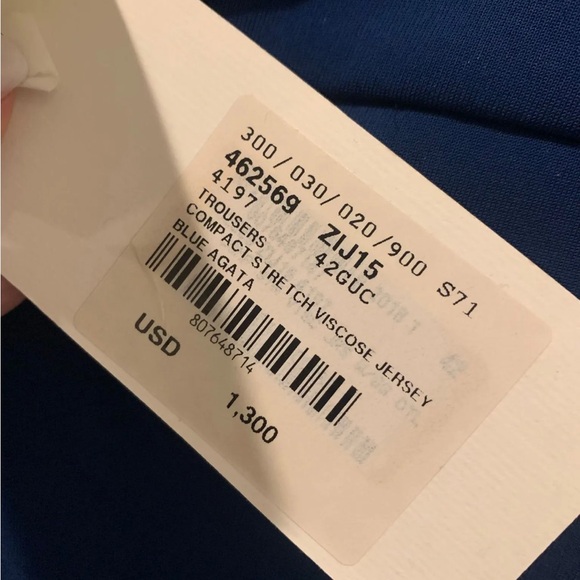 300/030/020/900 S71
462569 ZIJ15
4197 42GUC
TROUSERS
COMPACT STRETCH VISCOSE JERSEY
BLUE AGATA
807648714
USD 1,300